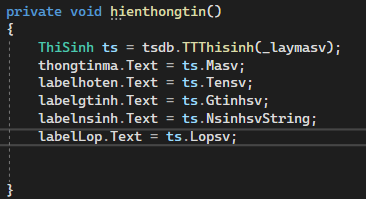 private void hienthongtin()
{
ThiSinh ts = tsdb.TTThisinh(_laymasv);
thongtinma.Text = ts.Masv;
labelhoten.Text = ts.Tensv;
labelgtinh.Text = ts.Gtinhsv;
labelnsinh.Text = ts.NsinhsvString;
labelLop.Text = ts.Lopsv;
}